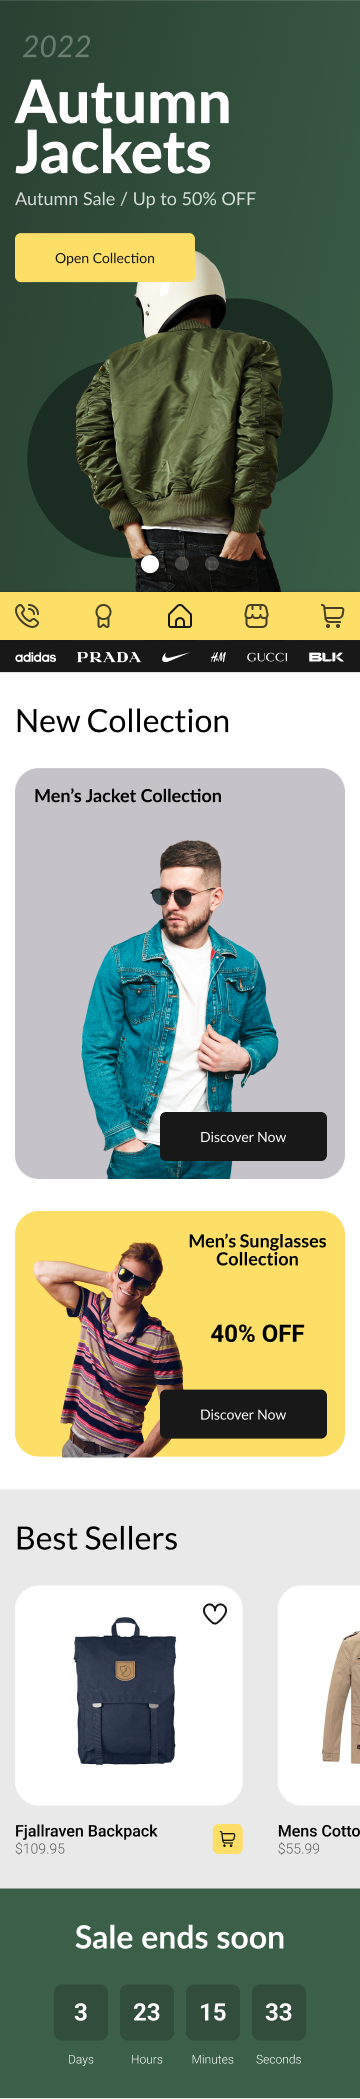 2022
Autumn
Jackets
Autumn Sale / Up to 50% OFF
Open Collection
adidas PRADA H&M GUCCI BLK
New Collection
Men's Jacket Collection
Discover Now
Men's Sunglasses
Collection
40% OFF
Discover Now
Best Sellers
Fjallraven Backpack
$109.95
Mens Cotto
$55.99
Sale ends soon
3 23 15 33
Days Hours Minutes Seconds